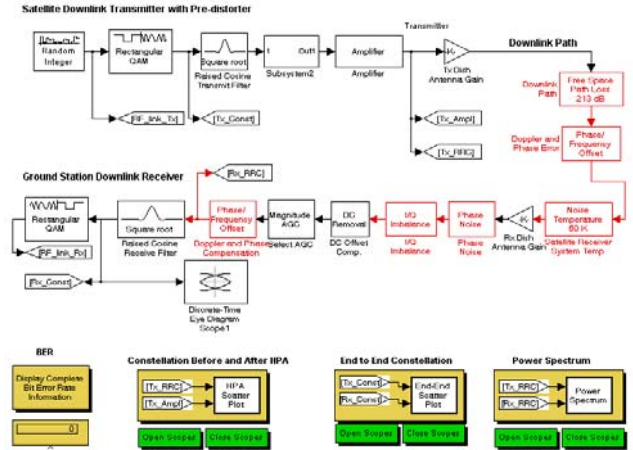 Satellite Downlink Transmitter with Pre-distorter
Random
Integer
Rectangular
QAM
Square root
Raised Cosine
Transmit Filter
1
Out1
Subsystem2
Amplifier
Amplifier
Transmitter
-K-
Tx Dish
Antenna Gain
Downlink Path
Downlink
Path
Free Space
Path Loss
213 dB
Doppler and
Phase Error
Phase/
Frequency
Offset
[RF_link_Tx]
[Tx_Const]
[Tx_Ampl]
[Tx_RRC]
Ground Station Downlink Receiver
[Rx_RRC]
Rectangular
QAM
Square root
Raised Cosine
Receive Filter
Phase/
Frequency
Offset
Doppler and Phase
Compensation
Magnitude
AGC
Select AGC
DC
Removal
DC Offset
Comp.
I/Q
Imbalance
I/Q
Imbalance
Phase
Noise
Phase
Noise
-K-
Rx Dish
Antenna Gain
Noise
Temperature
60 K
Satellite Receiver
System Temp
[RF_link_Rx]
[Rx_Const]
Discrete-Time
Eye Diagram
Scope1
BER
Display Complete
Bit Error Rate
Information
0
Constellation Before and After HPA
[Tx_RRC]
[Tx_Ampl]
HPA
Scatter
Plot
Open Scopes
Close Scopes
End to End Constellation
[Tx_Const]
[Rx_Const]
End-End
Scatter
Plot
Open Scopes
Close Scopes
Power Spectrum
[Tx_RRC]
[Rx_RRC]
Power
Spectrum
Open Scopes
Close Scopes